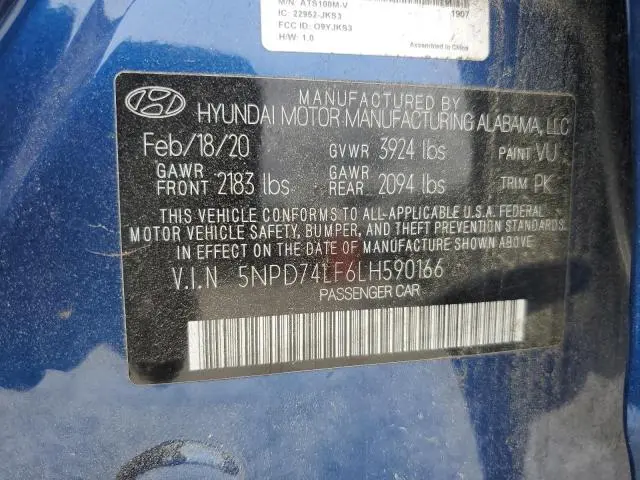 M/N: ATS100M-V
IC: 22952-JKS3 1907
FCC ID: O9YJKS3
H/W: 1.0 Assembled in China
MANUFACTURED BY
HYUNDAI MOTOR MANUFACTURING ALABAMA, LLC
Feb/18/20 GVWR 3924 lbs PAINT VU
GAWR FRONT 2183 lbs GAWR REAR 2094 lbs TRIM PK
THIS VEHICLE CONFORMS TO ALL-APPLICABLE U.S.A. FEDERAL
MOTOR VEHICLE SAFETY, BUMPER, AND THEFT PREVENTION STANDARDS
IN EFFECT ON THE DATE OF MANUFACTURE SHOWN ABOVE.
V.I.N 5NPD74LF6LH590166
PASSENGER CAR